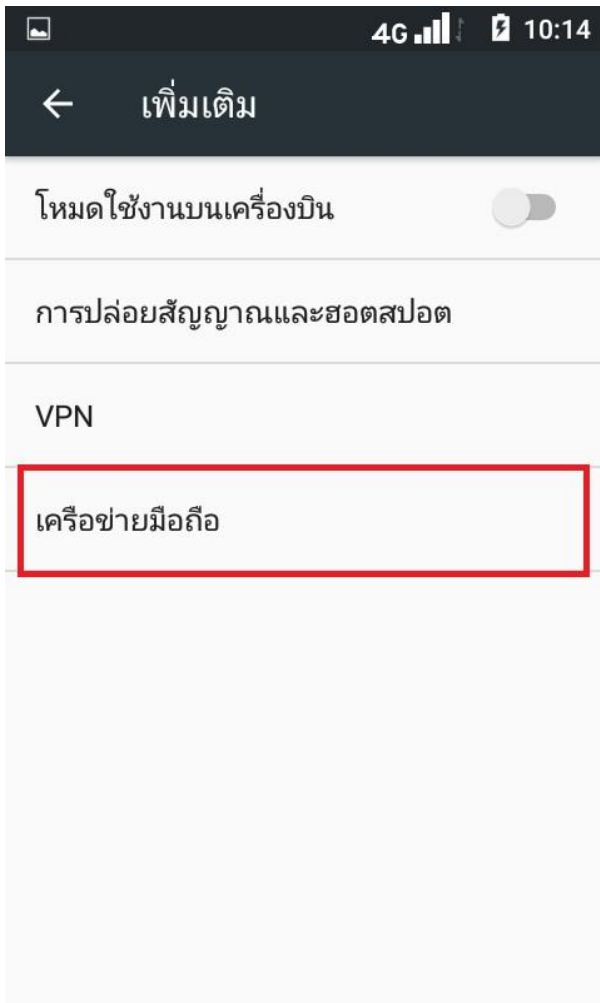 4G 10:14
เพิ่มเติม
โหมดใช้งานบนเครื่องบิน
การปล่อยสัญญาณและฮอตสปอต
VPN
เครือข่ายมือถือ